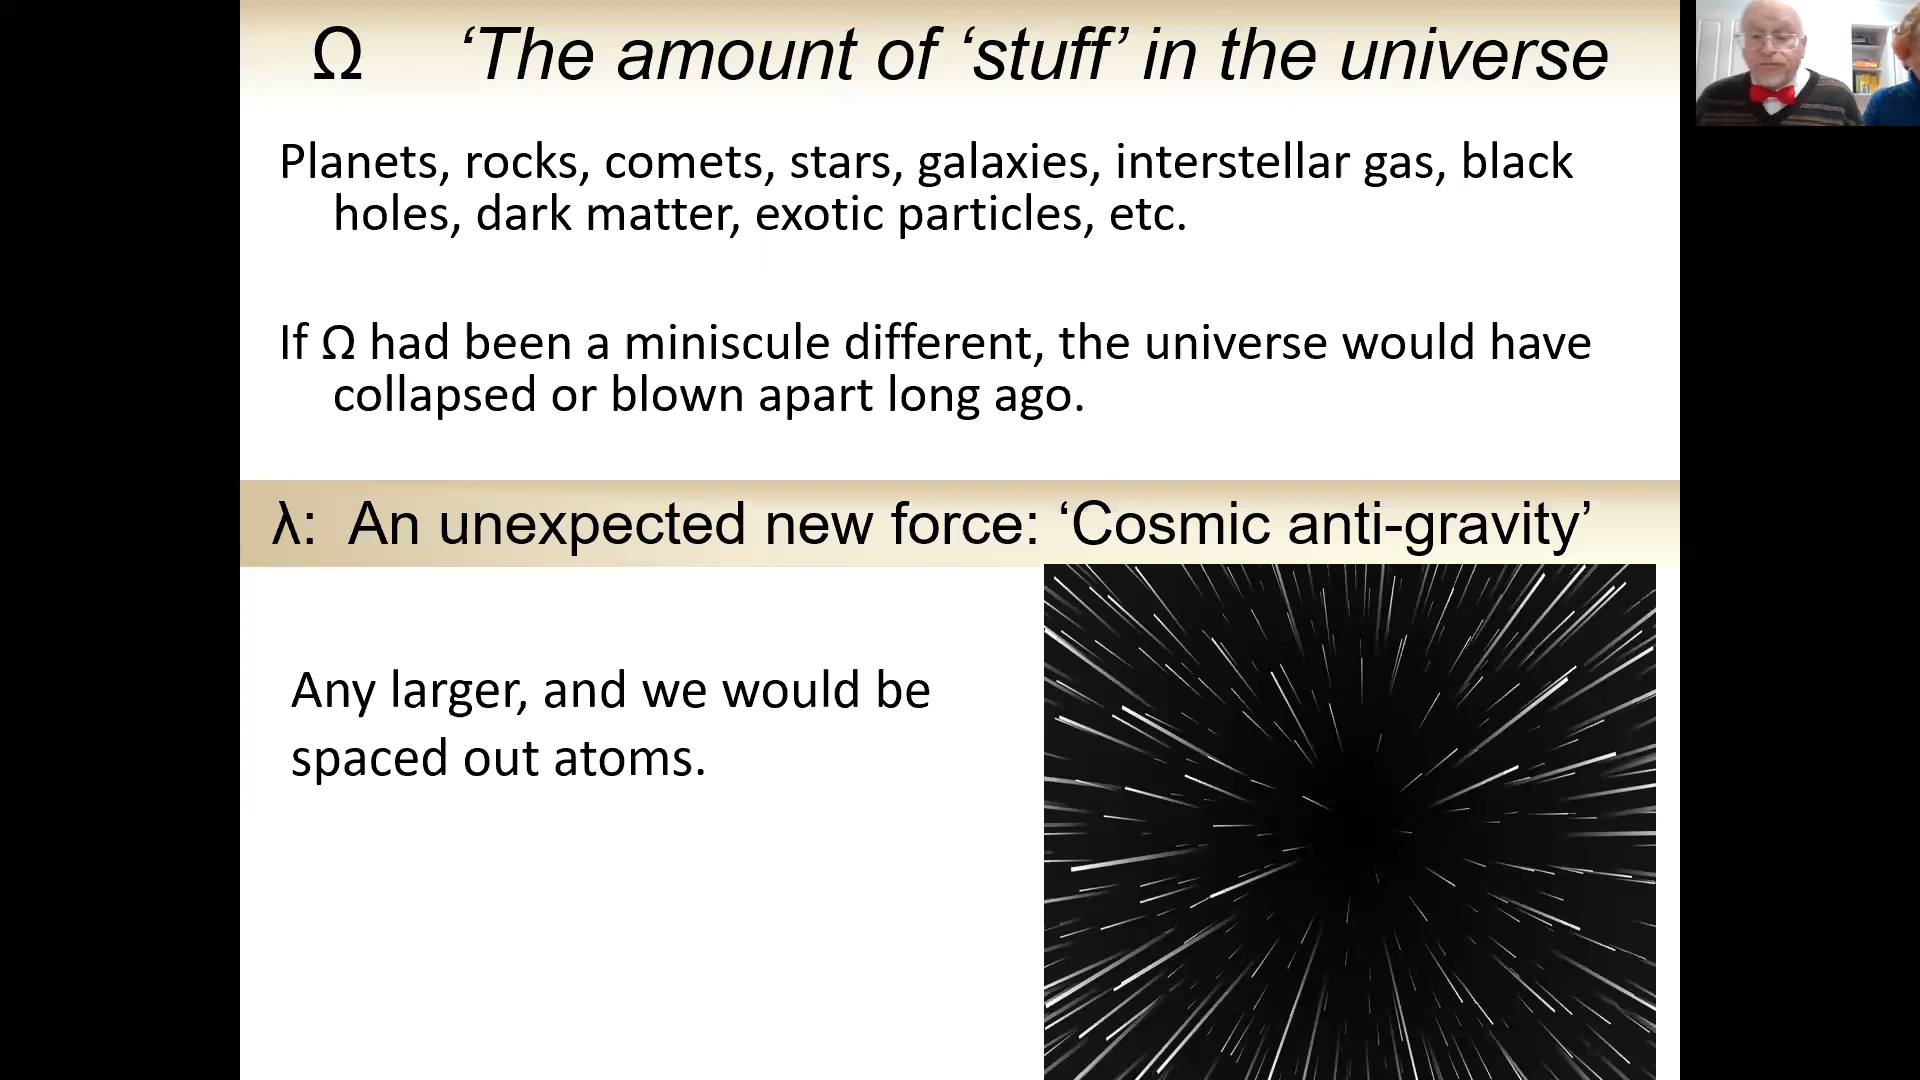 Ω ‘The amount of ‘stuff’ in the universe
Planets, rocks, comets, stars, galaxies, interstellar gas, black
holes, dark matter, exotic particles, etc.
If Ω had been a miniscule different, the universe would have
collapsed or blown apart long ago.
λ: An unexpected new force: ‘Cosmic anti-gravity’
Any larger, and we would be
spaced out atoms.